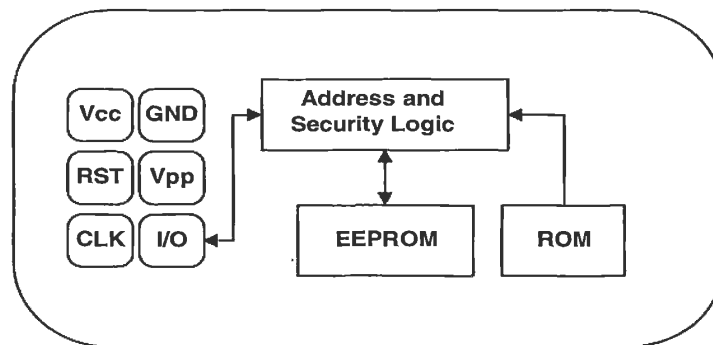 Vcc GND
RST Vpp
CLK I/O
Address and
Security Logic
EEPROM
ROM